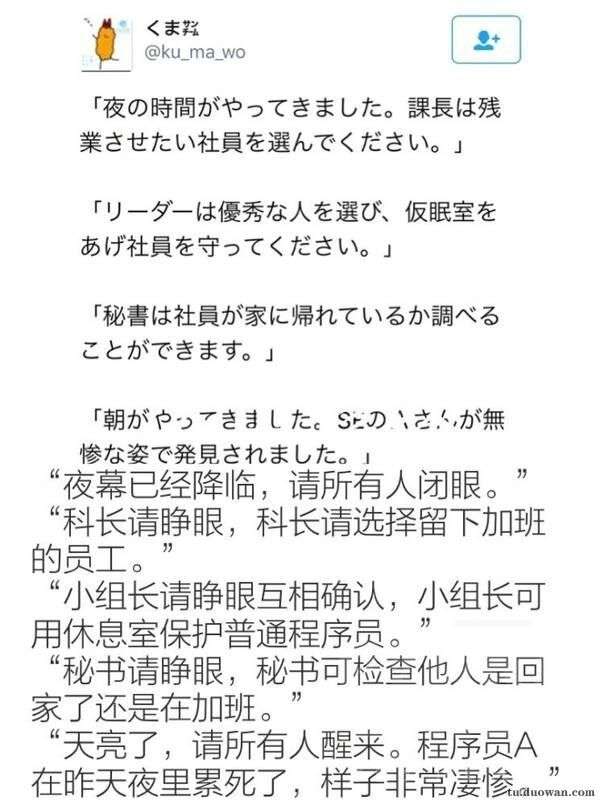 くま
@ku_ma_wo
「夜の時間がやってきました。課長は残
業させたい社員を選んでください。」
「リーダーは優秀な人を選び、仮眠室を
あげ社員を守ってください。」
「秘書は社員が家に帰れているか調べる
ことができます。」
「朝がやってきました。SEのAさんが無
惨な姿で発見されました。」
“夜幕已经降临，请所有人闭眼。”
“科长请睁眼，科长请选择留下加班
的员工。”
“小组长请睁眼互相确认，小组长可
用休息室保护普通程序员。”
“秘书请睁眼，秘书可检查他人是回
家了还是在加班。”
“天亮了，请所有人醒来。程序员A
在昨天夜里累死了，样子非常凄惨。”
tu.duowan.com